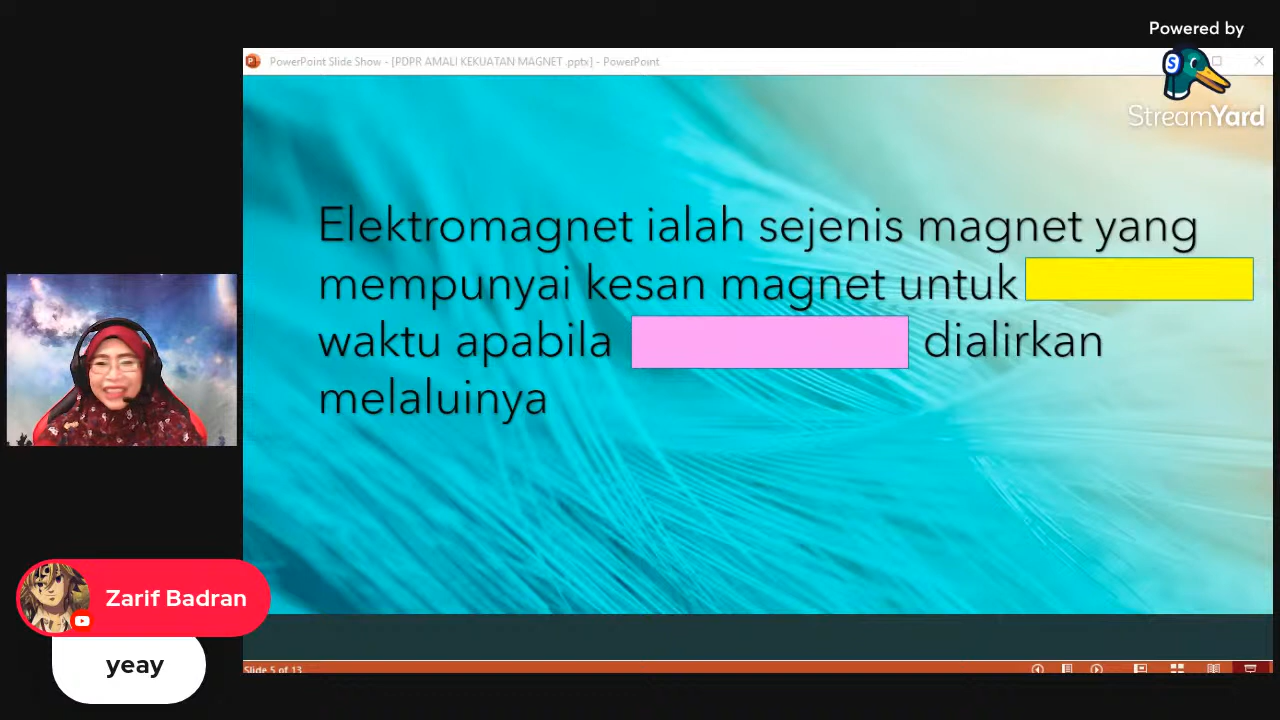 Powered by
PowerPoint Slide Show - [PDPR AMALI KEKUATAN MAGNET .pptx] - PowerPoint
S
StreamYard
Elektromagnet ialah sejenis magnet yang
mempunyai kesan magnet untuk
waktu apabila dialirkan
melaluinya
Zarif Badran
yeay
Slide 5 of 13